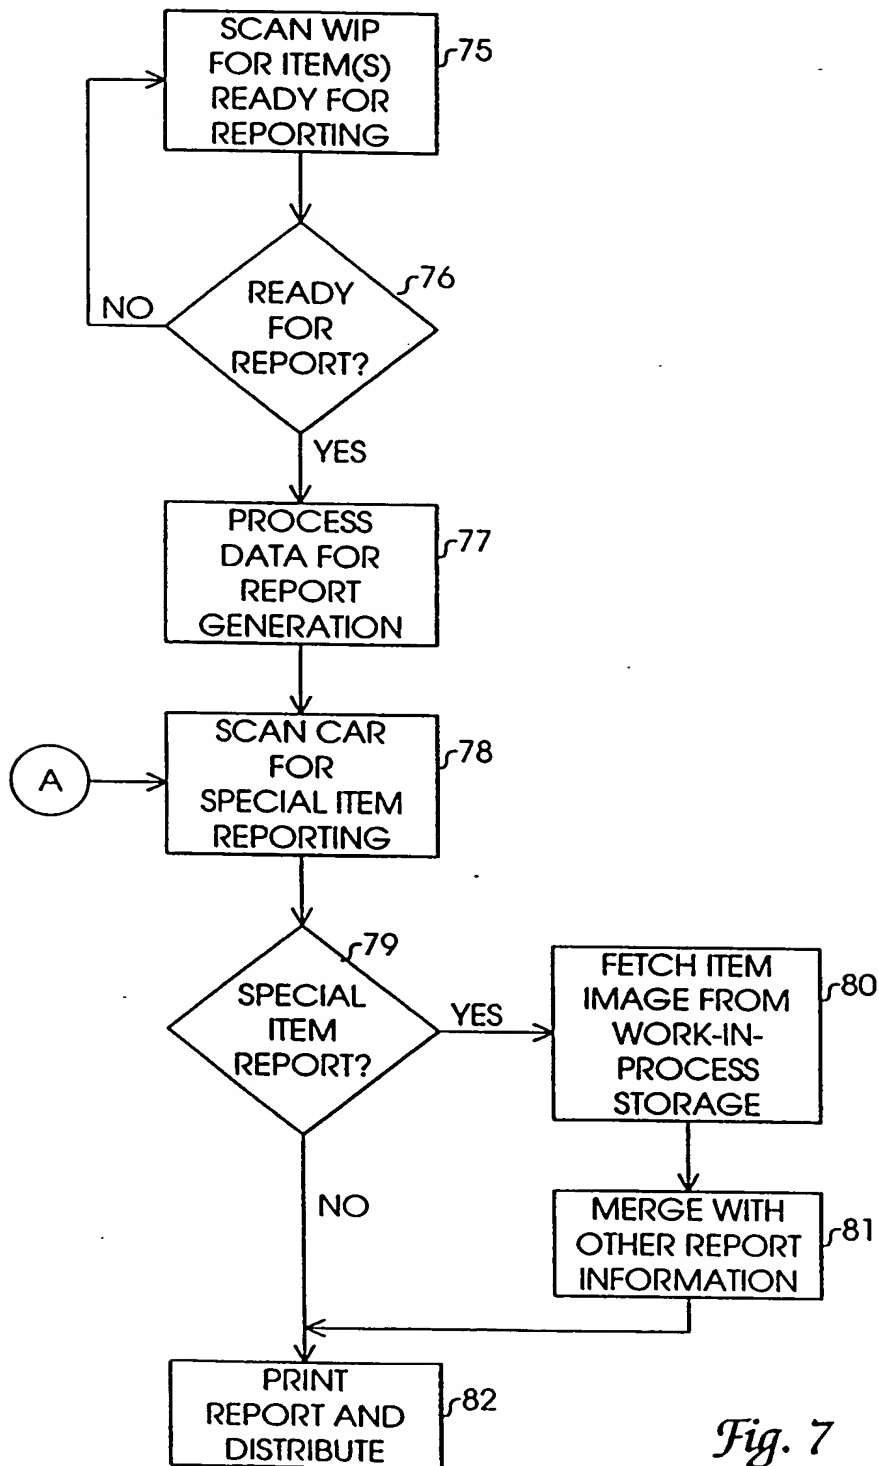 SCAN WIP
FOR ITEM(S)
READY FOR
REPORTING
75
READY
FOR
REPORT?
76
NO
YES
PROCESS
DATA FOR
REPORT
GENERATION
77
A
SCAN CAR
FOR
SPECIAL ITEM
REPORTING
78
SPECIAL
ITEM
REPORT?
79
YES
FETCH ITEM
IMAGE FROM
WORK-IN-
PROCESS
STORAGE
80
NO
MERGE WITH
OTHER REPORT
INFORMATION
81
PRINT
REPORT AND
DISTRIBUTE
82
Fig. 7